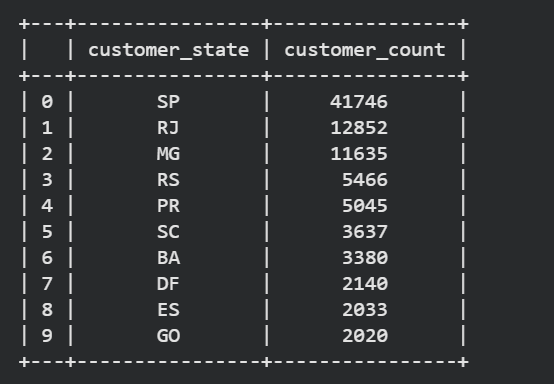 +---+----------------+----------------+
|   | customer_state | customer_count |
+---+----------------+----------------+
| 0 |       SP       |     41746      |
| 1 |       RJ       |     12852      |
| 2 |       MG       |     11635      |
| 3 |       RS       |      5466      |
| 4 |       PR       |      5045      |
| 5 |       SC       |      3637      |
| 6 |       BA       |      3380      |
| 7 |       DF       |      2140      |
| 8 |       ES       |      2033      |
| 9 |       GO       |      2020      |
+---+----------------+----------------+